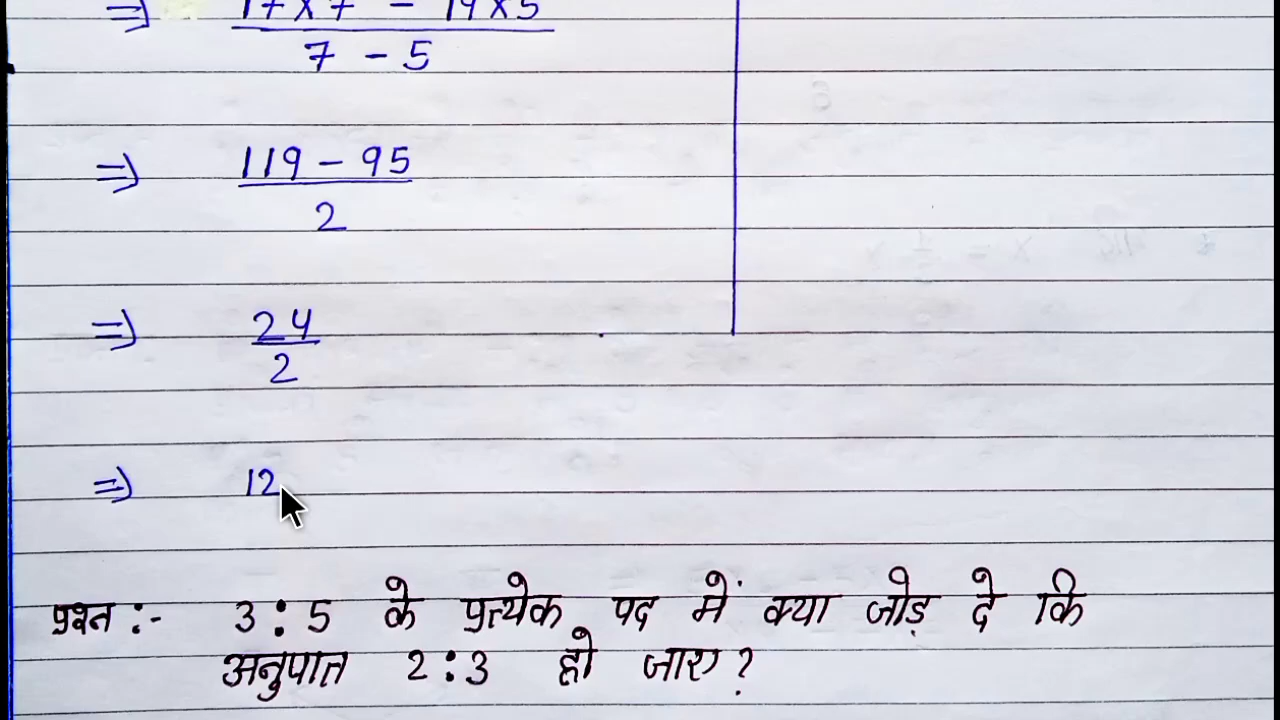 ⇒ 17 x 7 - 19 x 5
7 - 5
⇒ 119 - 95
2
⇒ 24
2
⇒ 12
प्रश्न :- 3 : 5 के प्रत्येक पद में क्या जोड़ दे कि
अनुपात 2 : 3 हो जाए ?